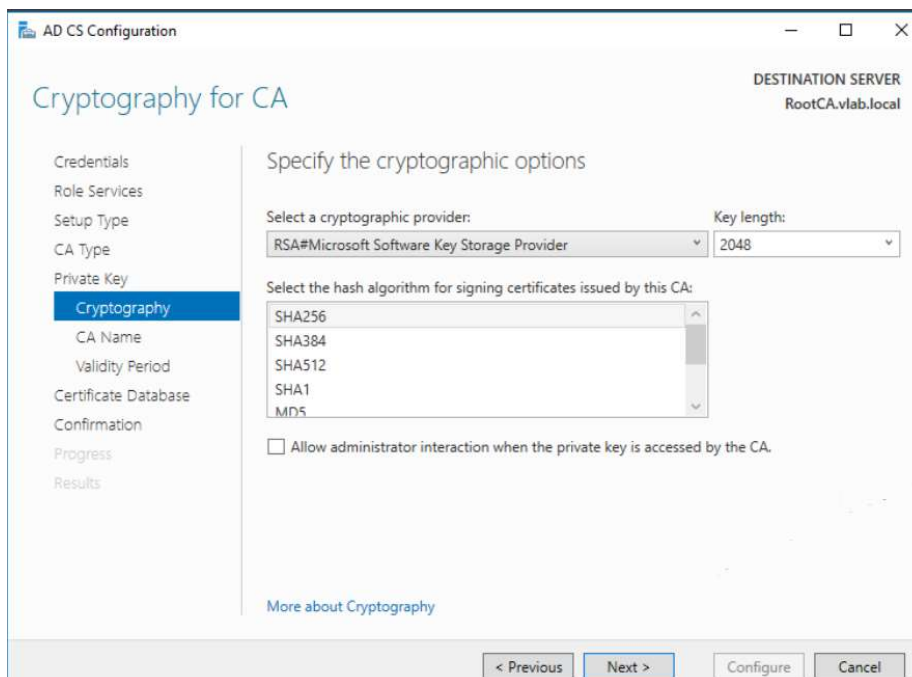 AD CS Configuration
Cryptography for CA
DESTINATION SERVER
RootCA.vlab.local
Credentials
Role Services
Setup Type
CA Type
Private Key
Cryptography
CA Name
Validity Period
Certificate Database
Confirmation
Progress
Results
Specify the cryptographic options
Select a cryptographic provider:
Key length:
RSA#Microsoft Software Key Storage Provider
2048
Select the hash algorithm for signing certificates issued by this CA:
SHA256
SHA384
SHA512
SHA1
MD5
Allow administrator interaction when the private key is accessed by the CA.
More about Cryptography
< Previous
Next >
Configure
Cancel